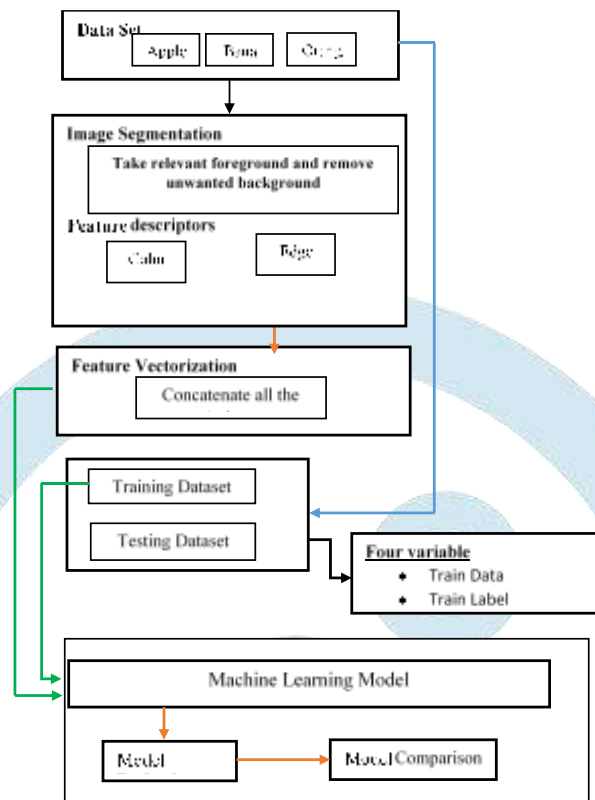 Data Set
Apple
Image Segmentation
Take relevant foreground and remove
unwanted background
Feature descriptors
Edge
Feature Vectorization
Concatenate all the
Training Dataset
Testing Dataset
Four variable
Train Data
Train Label
Machine Learning Model
Model
Model Comparison